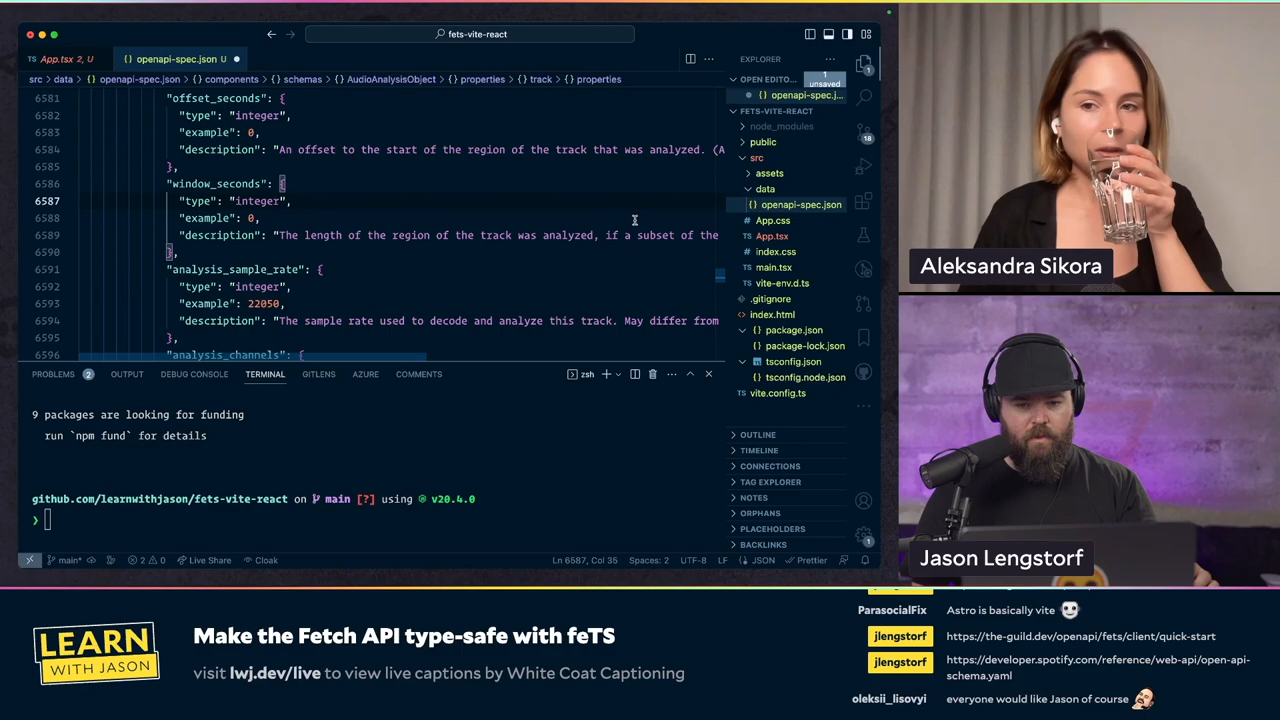 fets-vite-react
App.tsx 2, U
{} openapi-spec.json U
src > data > {} openapi-spec.json > {} components > {} schemas > {} AudioAnalysisObject > {} properties > {} track > {} properties
6581 "offset_seconds": {
6582 "type": "integer",
6583 "example": 0,
6584 "description": "An offset to the start of the region of the track that was analyzed. (A
6585 },
6586 "window_seconds": {
6587 "type": "integer",
6588 "example": 0,
6589 "description": "The length of the region of the track was analyzed, if a subset of the
6590 },
6591 "analysis_sample_rate": {
6592 "type": "integer",
6593 "example": 22050,
6594 "description": "The sample rate used to decode and analyze this track. May differ from
6595 },
6596 "analysis_channels": {
EXPLORER
OPEN EDITO...
1 unsaved
{} openapi-spec.j...
FETS-VITE-REACT
node_modules
public
src
assets
data
{} openapi-spec.json
App.css
App.tsx
index.css
main.tsx
vite-env.d.ts
.gitignore
index.html
package.json
package-lock.json
tsconfig.json
tsconfig.node.json
vite.config.ts
OUTLINE
TIMELINE
CONNECTIONS
TAG EXPLORER
NOTES
ORPHANS
PLACEHOLDERS
BACKLINKS
1
18
1
PROBLEMS 2 OUTPUT DEBUG CONSOLE TERMINAL GITLENS AZURE COMMENTS
zsh
9 packages are looking for funding
run `npm fund` for details
github.com/learnwithjason/fets-vite-react on main [?] using v20.4.0
❯
main* 2 0 Live Share Cloak
Ln 6587, Col 35 Spaces: 2 UTF-8 LF {} JSON Prettier
Aleksandra Sikora
Jason Lengstorf
LEARN
WITH JASON
Make the Fetch API type-safe with feTS
visit lwj.dev/live to view live captions by White Coat Captioning
ParasocialFix Astro is basically vite
jlengstorf https://the-guild.dev/openapi/fets/client/quick-start
jlengstorf https://developer.spotify.com/reference/web-api/open-api-
schema.yaml
oleksii_lisovyi everyone would like Jason of course